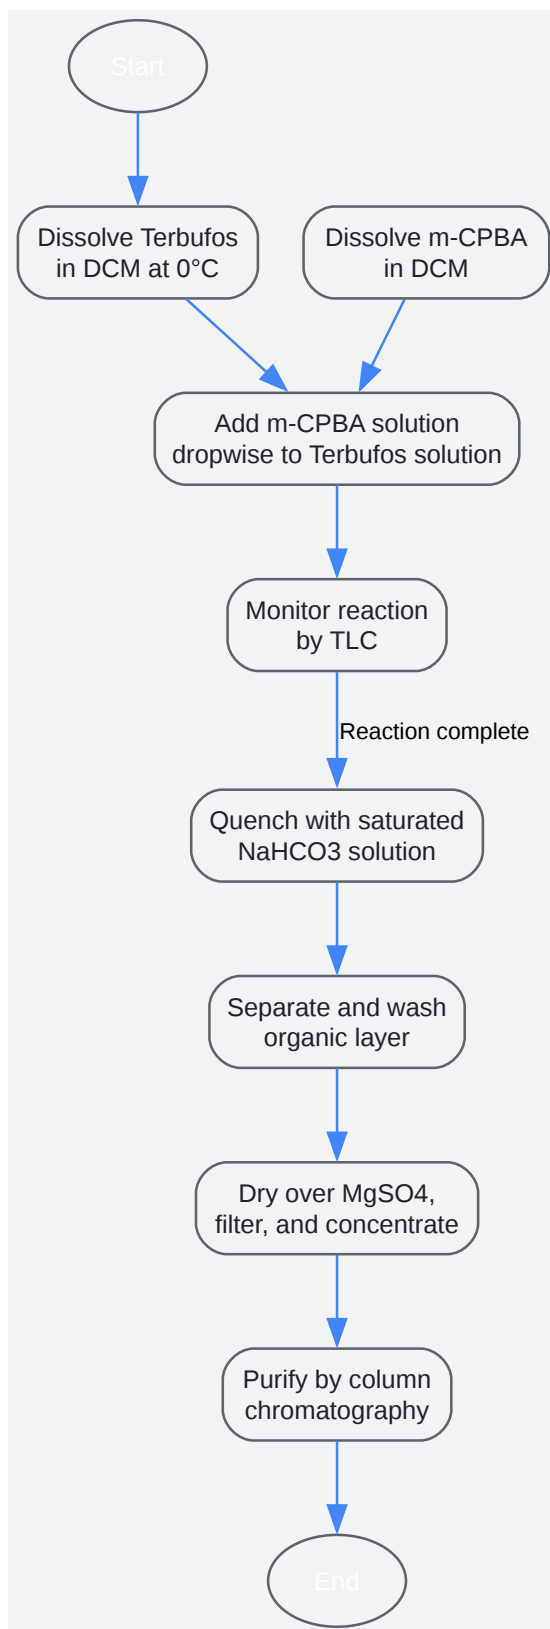 Start
Dissolve Terbufos
in DCM at 0°C
Dissolve m-CPBA
in DCM
Add m-CPBA solution
dropwise to Terbufos solution
Monitor reaction
by TLC
Reaction complete
Quench with saturated
NaHCO3 solution
Separate and wash
organic layer
Dry over MgSO4,
filter, and concentrate
Purify by column
chromatography
End